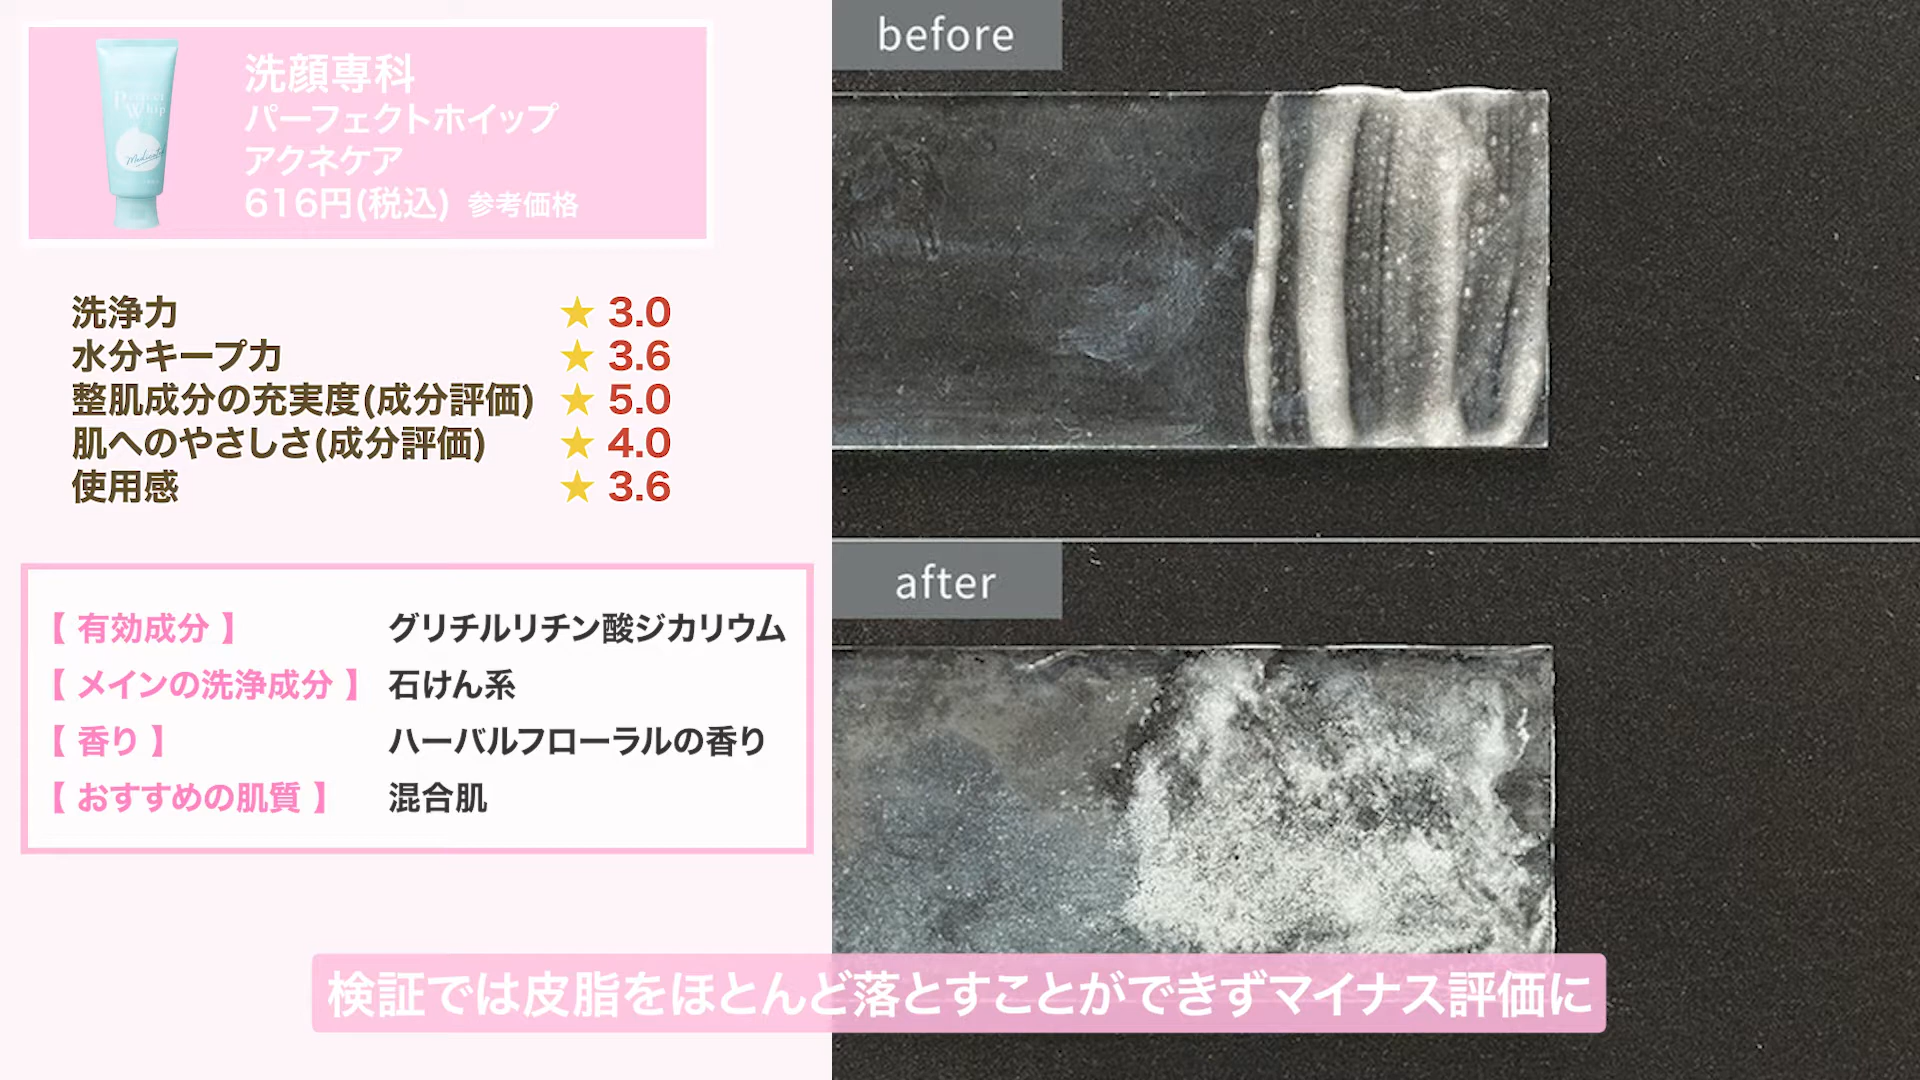 Perfect
Whip
洗顔専科
パーフェクトホイップ
アクネケア
616円(税込) 参考価格
洗浄力 ★ 3.0
水分キープ力 ★ 3.6
整肌成分の充実度(成分評価) ★ 5.0
肌へのやさしさ(成分評価) ★ 4.0
使用感 ★ 3.6
【 有効成分 】 グリチルリチン酸ジカリウム
【 メインの洗浄成分 】 石けん系
【 香り 】 ハーバルフローラルの香り
【 おすすめの肌質 】 混合肌
before
after
検証では皮脂をほとんど落とすことができずマイナス評価に